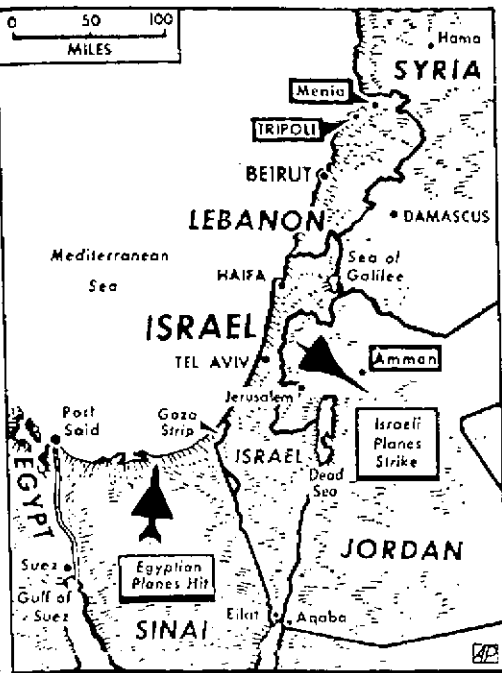 0 50 100
MILES
Hama
SYRIA
Menia
TRIPOLI
BEIRUT
LEBANON
DAMASCUS
Mediterranean
Sea
Sea of
Galilee
HAIFA
ISRAEL
TEL AVIV
Amman
Jerusalem
Port
Said
Gaza
Strip
Israeli
Planes
Strike
ISRAEL
Dead
Sea
EGYPT
JORDAN
Suez
Gulf of
Suez
Egyptian
Planes Hit
SINAI
Eilat
Aqaba
AP